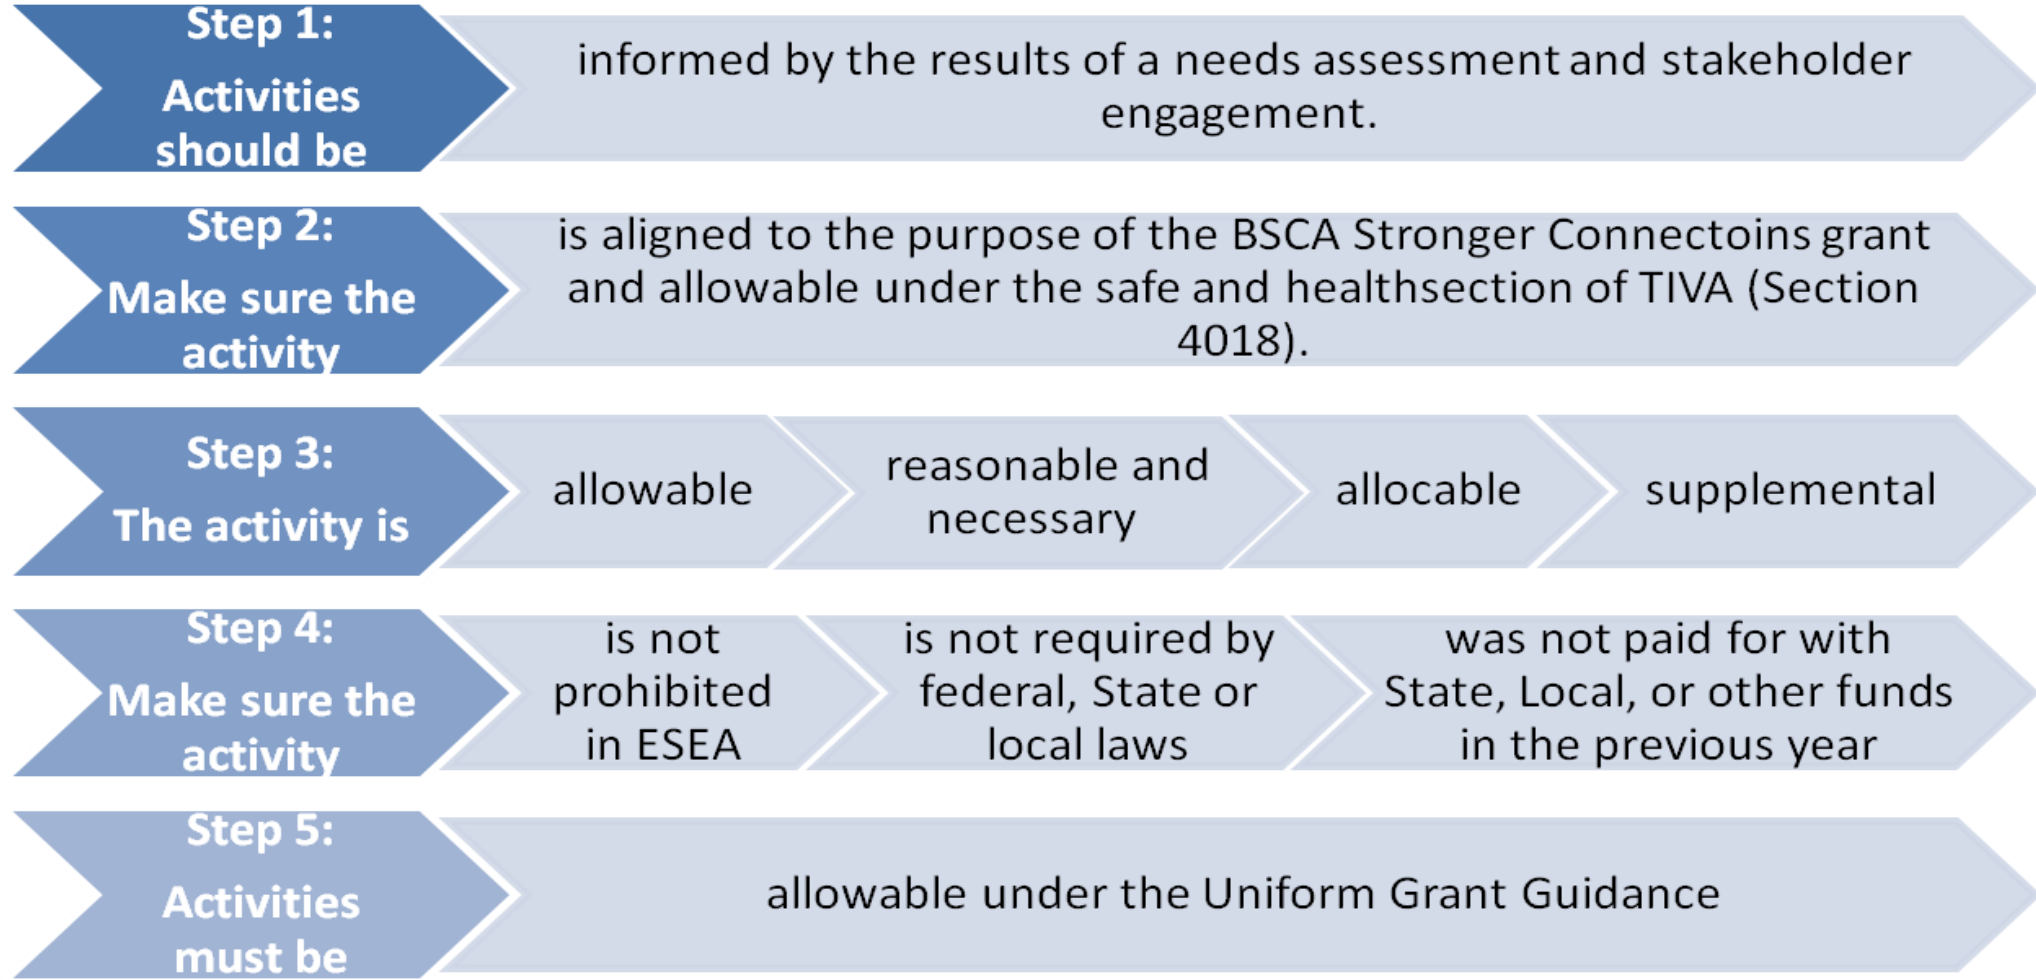 Step 1:
Activities
should be
informed by the results of a needs assessment and stakeholder
engagement.
Step 2:
Make sure the
activity
is aligned to the purpose of the BSCA Stronger Connectoins grant
and allowable under the safe and healthsection of TIVA (Section
4018).
Step 3:
The activity is
allowable
reasonable and
necessary
allocable
supplemental
Step 4:
Make sure the
activity
is not
prohibited
in ESEA
is not required by
federal, State or
local laws
was not paid for with
State, Local, or other funds
in the previous year
Step 5:
Activities
must be
allowable under the Uniform Grant Guidance